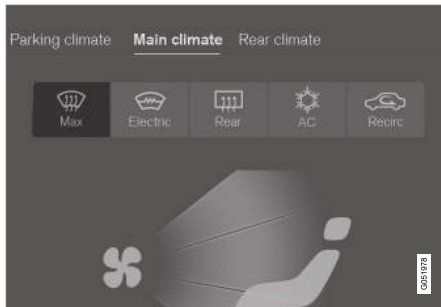 Parking climate Main climate Rear climate
Max Electric Rear AC Recirc
G051978